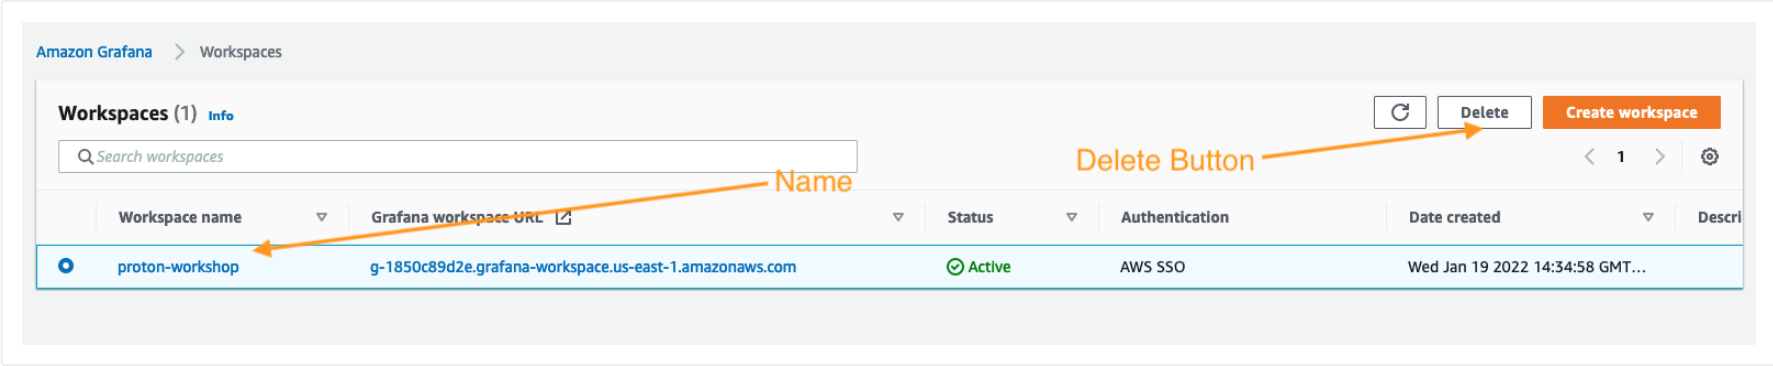 Amazon Grafana > Workspaces
Workspaces (1) Info
Delete
Create workspace
Search workspaces
Delete Button
1
Name
Workspace name
Grafana workspace URL
Status
Authentication
Date created
Descri
proton-workshop
g-1850c89d2e.grafana-workspace.us-east-1.amazonaws.com
Active
AWS SSO
Wed Jan 19 2022 14:34:58 GMT...